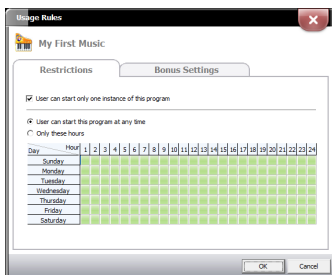 Usage Rules
My First Music
Restrictions Bonus Settings
User can start only one instance of this program
User can start this program at any time
Only these hours
Day Hour 1 2 3 4 5 6 7 8 9 10 11 12 13 14 15 16 17 18 19 20 21 22 23 24
Sunday
Monday
Tuesday
Wednesday
Thursday
Friday
Saturday
OK Cancel